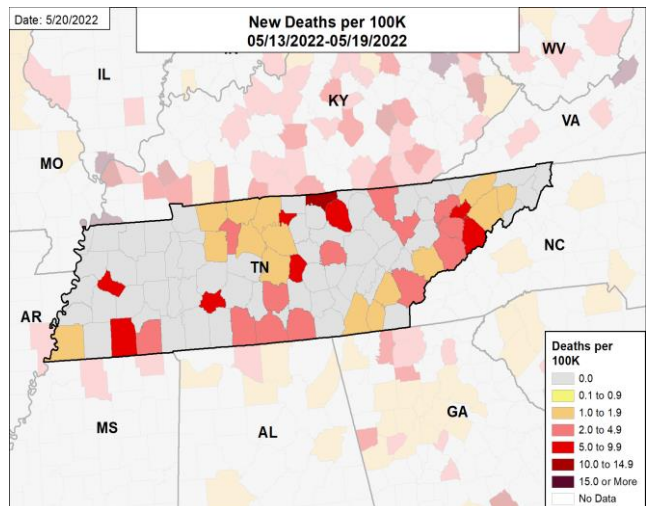 Date: 5/20/2022
New Deaths per 100K
05/13/2022-05/19/2022
WV
IL
KY
VA
MO
NC
TN
AR
MS
AL
GA
Deaths per
100K
0.0
0.1 to 0.9
1.0 to 1.9
2.0 to 4.9
5.0 to 9.9
10.0 to 14.9
15.0 or More
No Data